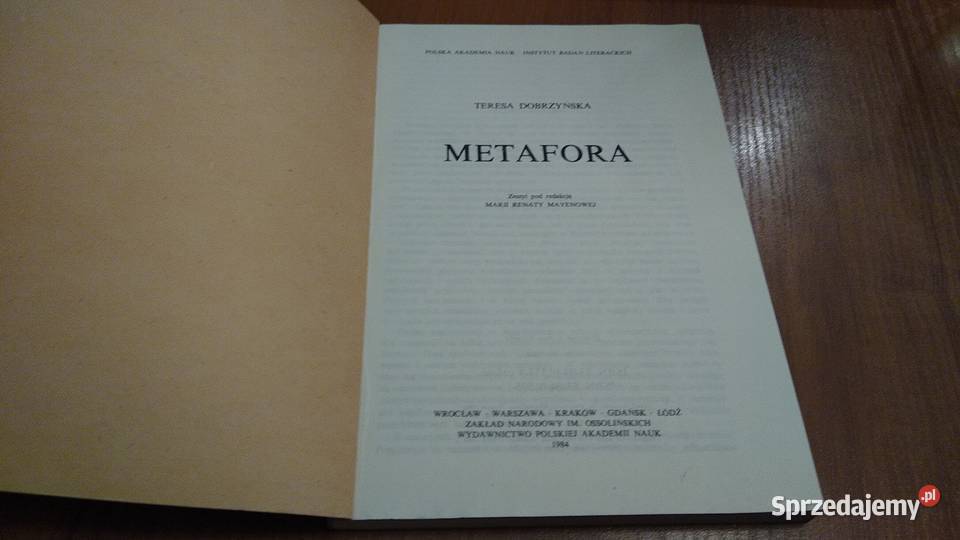 POLSKA AKADEMIA NAUK · INSTYTUT BADAŃ LITERACKICH
TERESA DOBRZYŃSKA
METAFORA
Zeszyt pod redakcją
MARII RENATY MAYENOWEJ
WROCŁAW · WARSZAWA · KRAKÓW · GDAŃSK · ŁÓDŹ
ZAKŁAD NARODOWY IM. OSSOLIŃSKICH
WYDAWNICTWO POLSKIEJ AKADEMII NAUK
1984
Sprzedajemy.pl